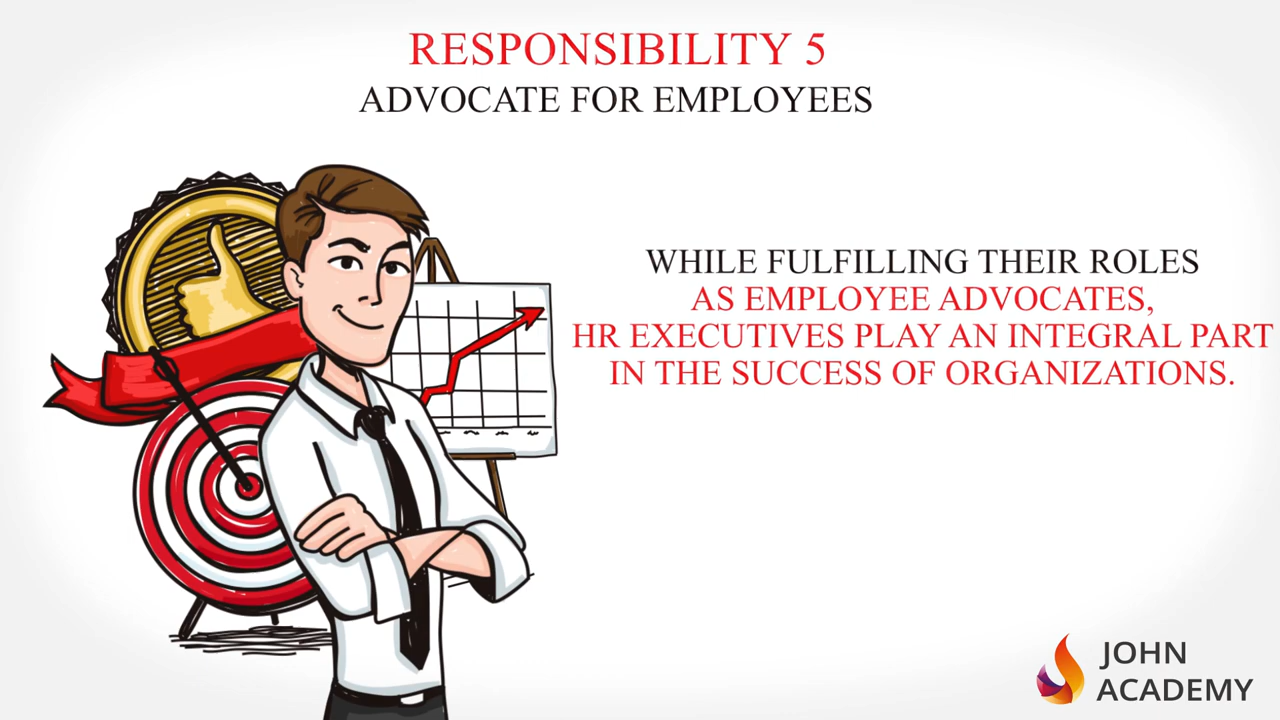 RESPONSIBILITY 5
ADVOCATE FOR EMPLOYEES
WHILE FULFILLING THEIR ROLES
AS EMPLOYEE ADVOCATES,
HR EXECUTIVES PLAY AN INTEGRAL PART
IN THE SUCCESS OF ORGANIZATIONS.
JOHN
ACADEMY